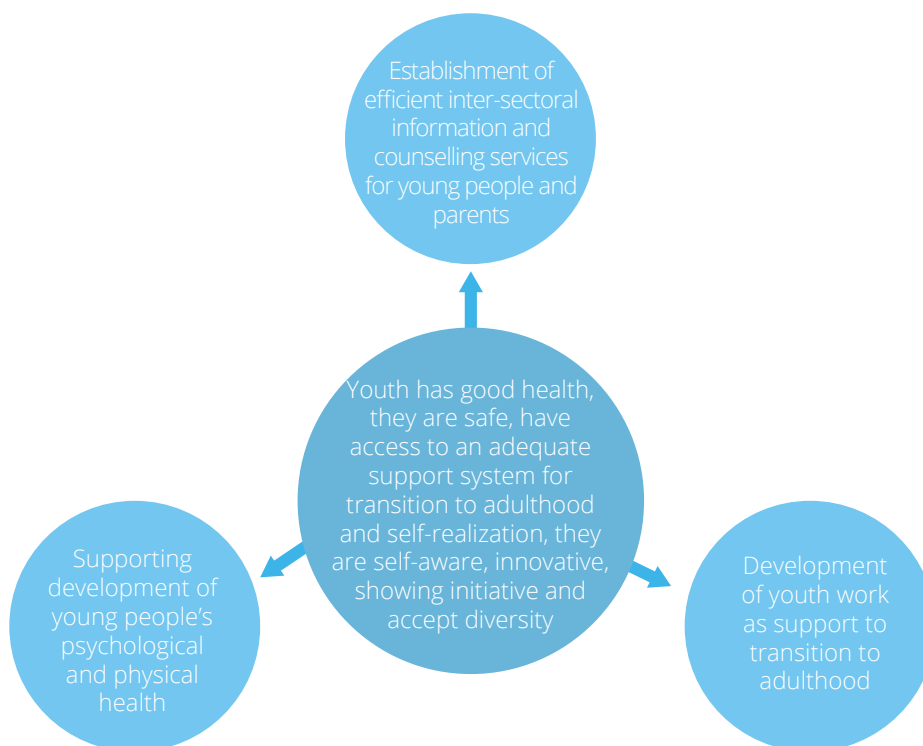 Establishment of
efficient inter-sectoral
information and
counselling services
for young people and
parents
Youth has good health,
they are safe, have
access to an adequate
support system for
transition to adulthood
and self-realization, they
are self-aware, innovative,
showing initiative and
accept diversity
Supporting
development of
young people's
psychological
and physical
health
Development
of youth work
as support to
transition to
adulthood